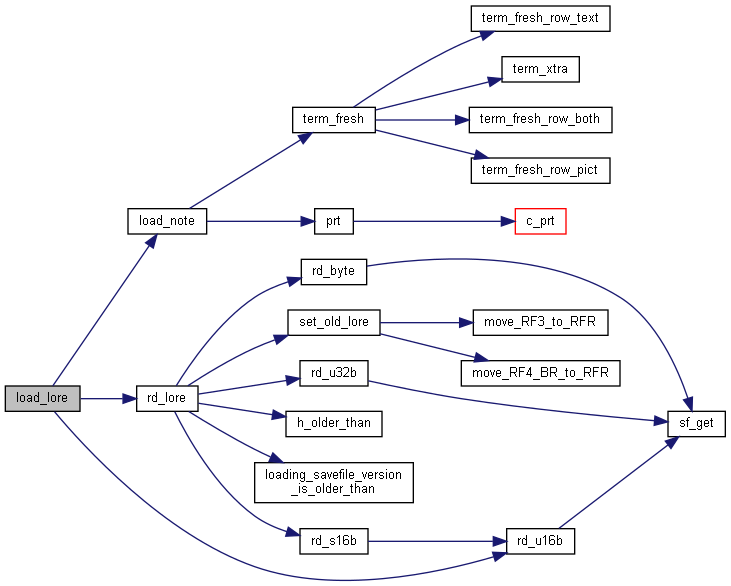 term_fresh_row_text
term_xtra
term_fresh
term_fresh_row_both
term_fresh_row_pict
load_note
prt
c_prt
rd_byte
set_old_lore
move_RF3_to_RFR
rd_u32b
move_RF4_BR_to_RFR
load_lore
rd_lore
h_older_than
sf_get
loading_savefile_version
_is_older_than
rd_s16b
rd_u16b